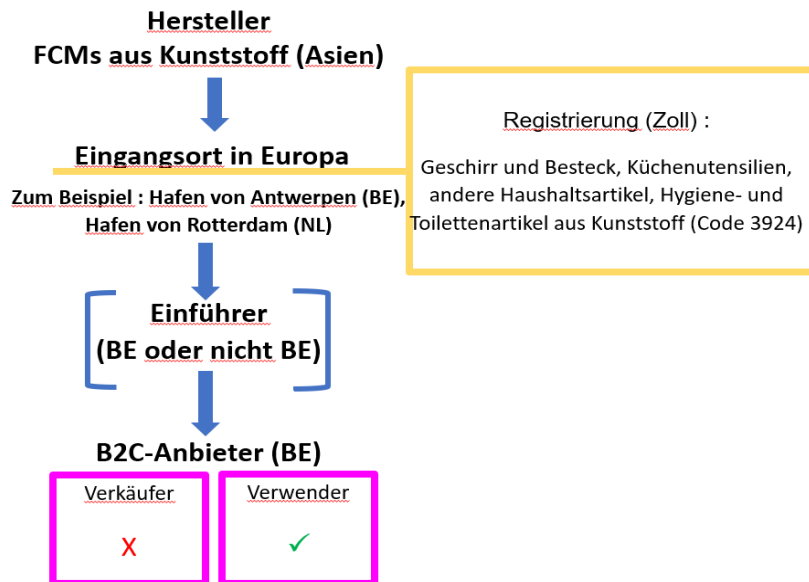 Hersteller
FCMs aus Kunststoff (Asien)
Registrierung (Zoll) :
Geschirr und Besteck, Küchenutensilien,
andere Haushaltsartikel, Hygiene- und
Toilettenartikel aus Kunststoff (Code 3924)
Eingangsort in Europa
Zum Beispiel : Hafen von Antwerpen (BE),
Hafen von Rotterdam (NL)
Einführer
(BE oder nicht BE)
B2C-Anbieter (BE)
Verkäufer
X
Verwender
✓